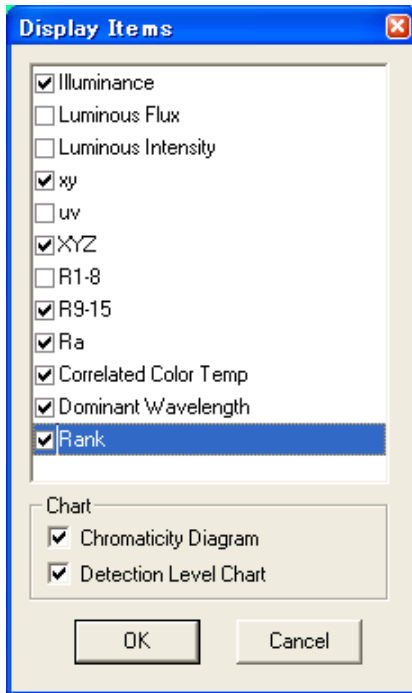 Display Items
Illuminance
Luminous Flux
Luminous Intensity
xy
uv
XYZ
R1-8
R9-15
Ra
Correlated Color Temp
Dominant Wavelength
Rank
Chart
Chromaticity Diagram
Detection Level Chart
OK
Cancel